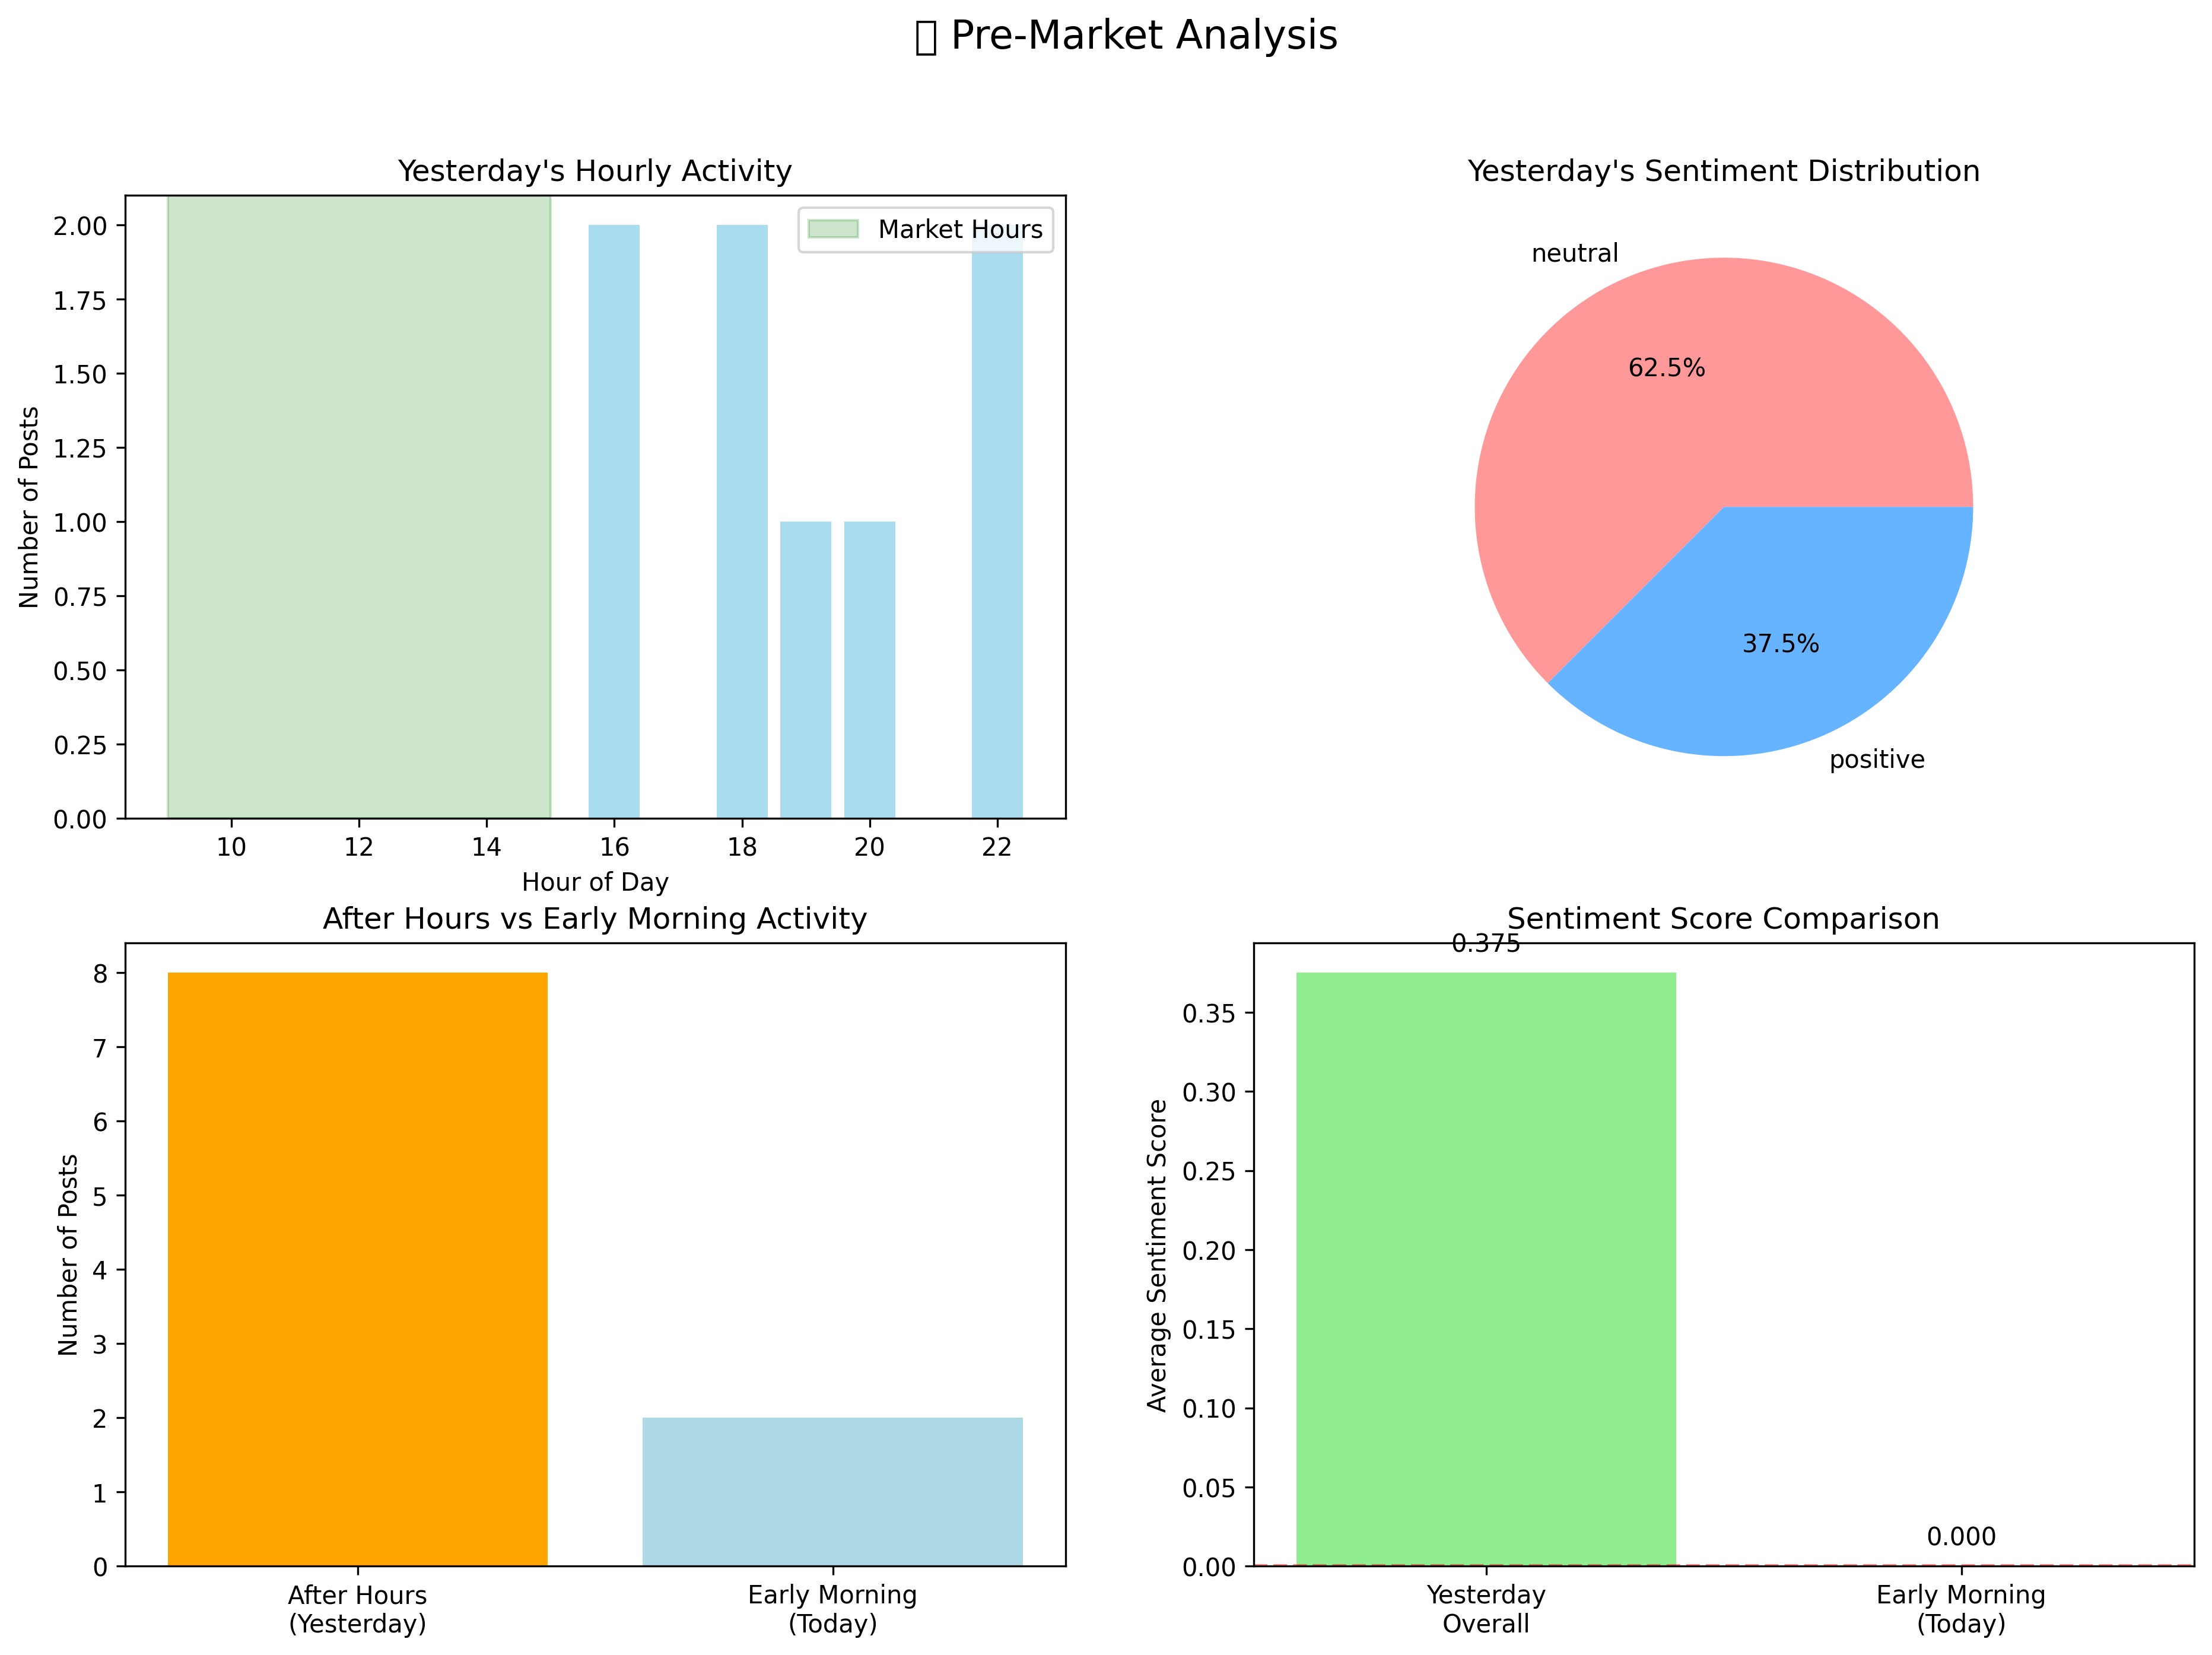 ▯ Pre-Market Analysis
Yesterday's Hourly Activity
Number of Posts
2.00
1.75
1.50
1.25
1.00
0.75
0.50
0.25
0.00
Market Hours
10 12 14 16 18 20 22
Hour of Day
Yesterday's Sentiment Distribution
neutral
62.5%
37.5%
positive
After Hours vs Early Morning Activity
Number of Posts
8
7
6
5
4
3
2
1
0
After Hours
(Yesterday)
Early Morning
(Today)
Sentiment Score Comparison
0.375
Average Sentiment Score
0.35
0.30
0.25
0.20
0.15
0.10
0.05
0.00
0.000
Yesterday
Overall
Early Morning
(Today)